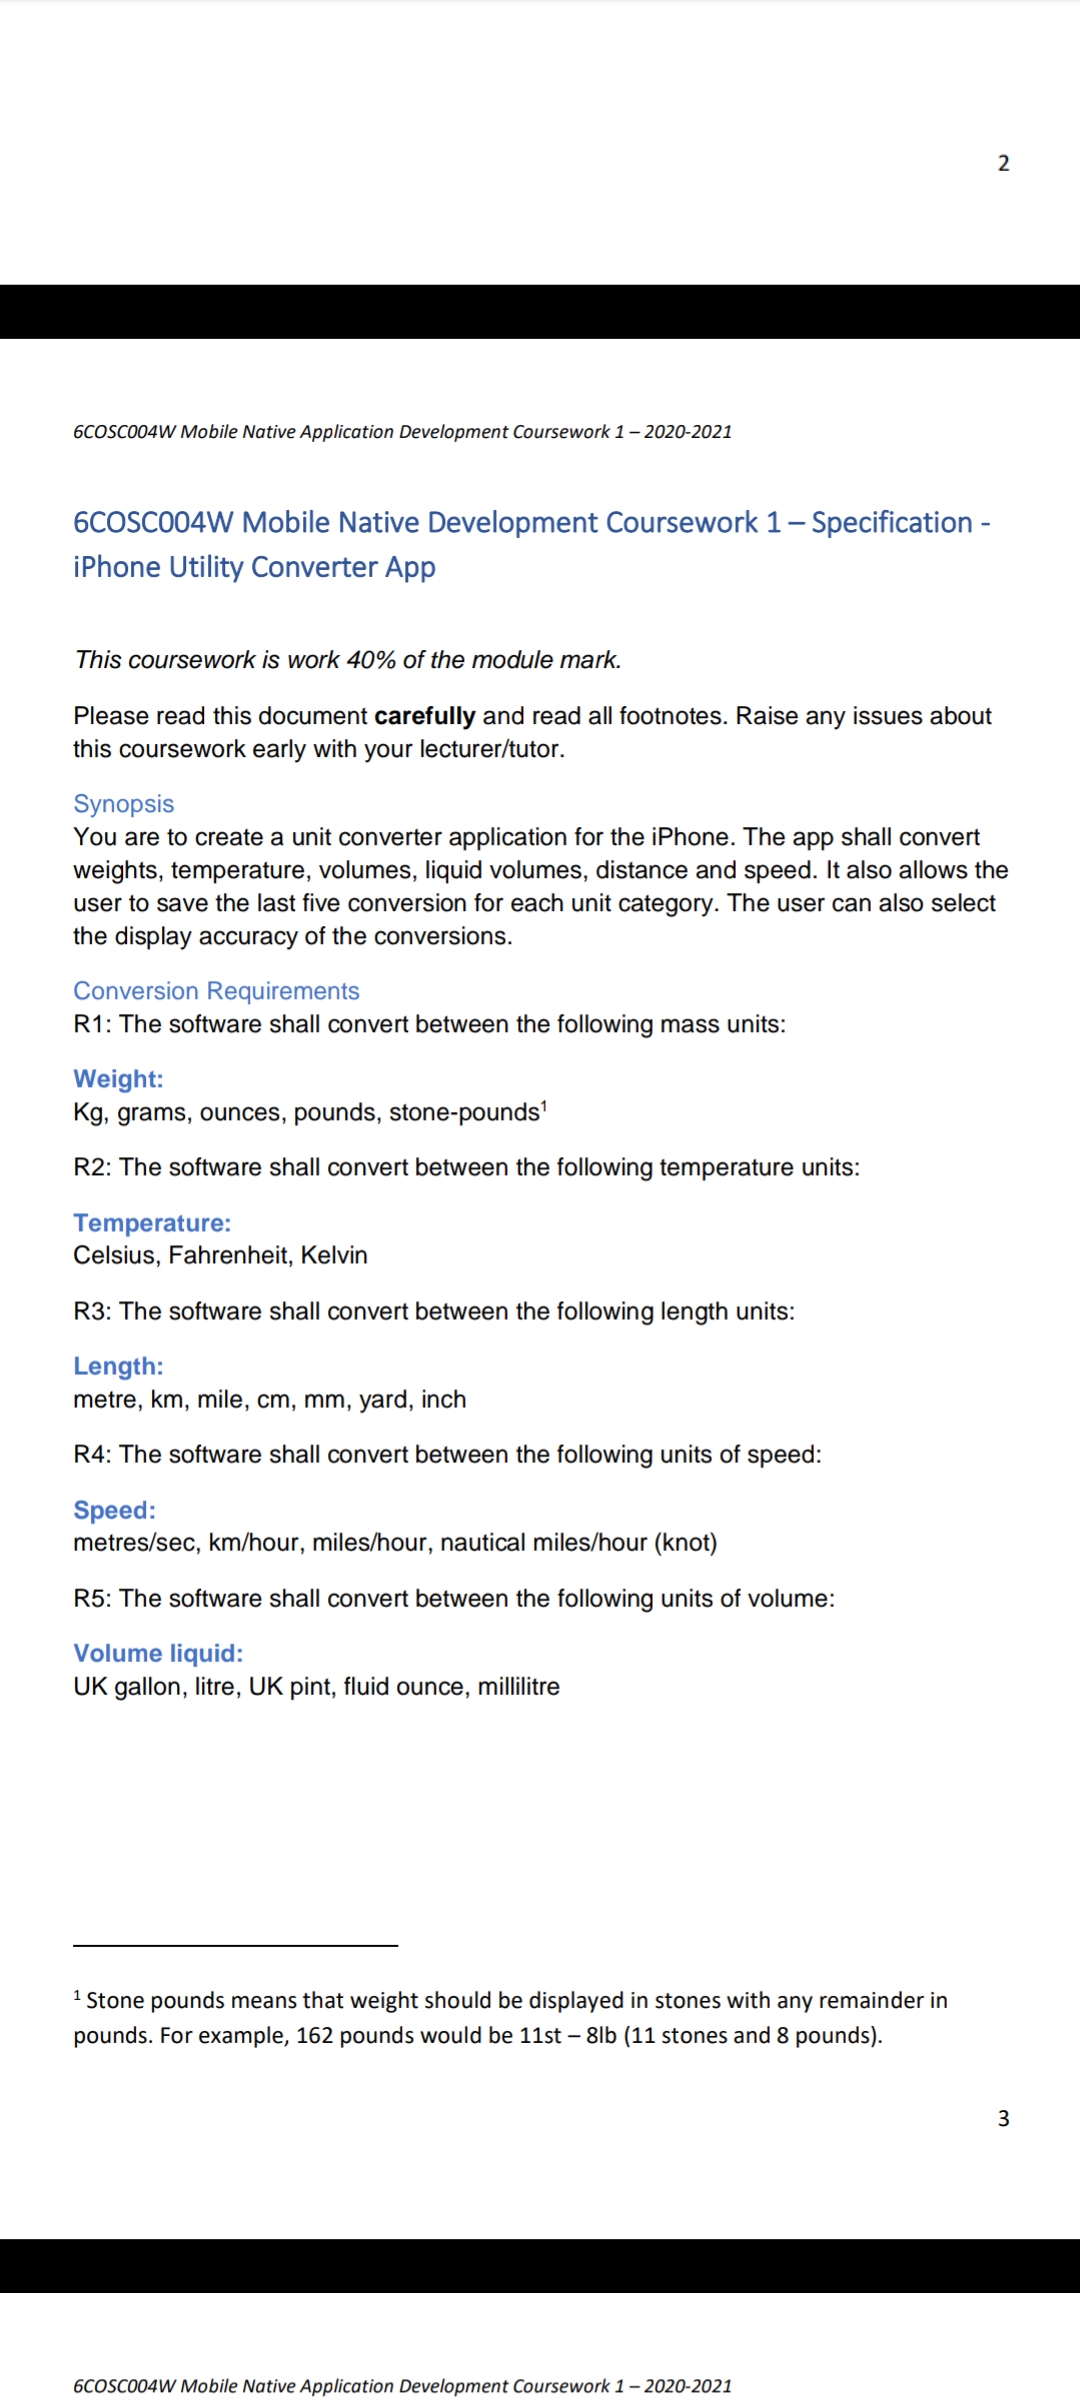 2
6COSC004W Mobile Native Application Development Coursework 1 – 2020-2021
6COSC004W Mobile Native Development Coursework 1 – Specification -
iPhone Utility Converter App
This coursework is work 40% of the module mark.
Please read this document carefully and read all footnotes. Raise any issues about
this coursework early with your lecturer/tutor.
Synopsis
You are to create a unit converter application for the iPhone. The app shall convert
weights, temperature, volumes, liquid volumes, distance and speed. It also allows the
user to save the last five conversion for each unit category. The user can also select
the display accuracy of the conversions.
Conversion Requirements
R1: The software shall convert between the following mass units:
Weight:
Kg, grams, ounces, pounds, stone-pounds¹
R2: The software shall convert between the following temperature units:
Temperature:
Celsius, Fahrenheit, Kelvin
R3: The software shall convert between the following length units:
Length:
metre, km, mile, cm, mm, yard, inch
R4: The software shall convert between the following units of speed:
Speed:
metres/sec, km/hour, miles/hour, nautical miles/hour (knot)
R5: The software shall convert between the following units of volume:
Volume liquid:
UK gallon, litre, UK pint, fluid ounce, millilitre
¹ Stone pounds means that weight should be displayed in stones with any remainder in
pounds. For example, 162 pounds would be 11st – 8lb (11 stones and 8 pounds).
3
6COSC004W Mobile Native Application Development Coursework 1 – 2020-2021